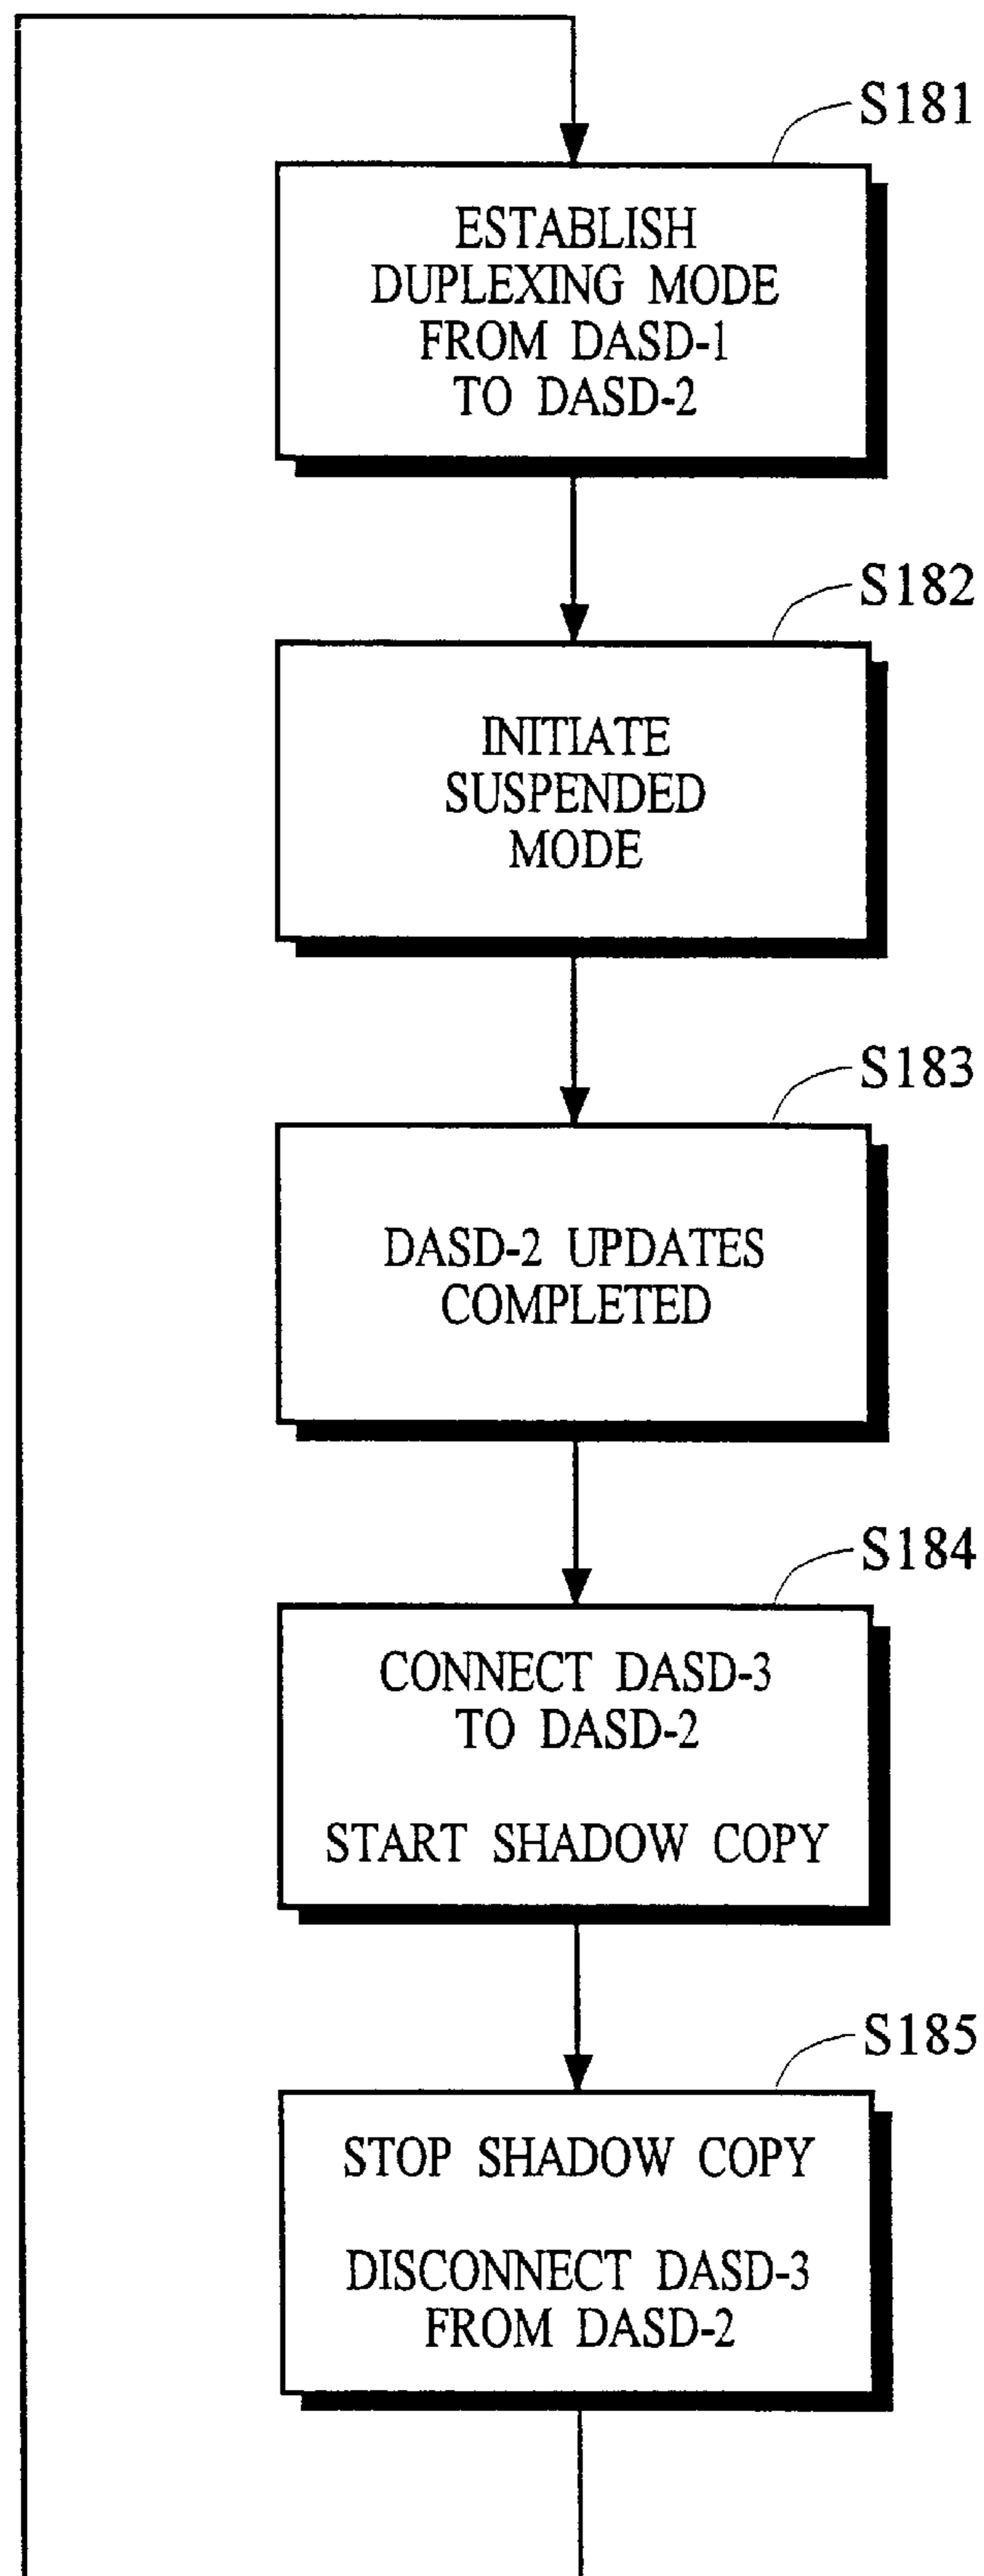 S181
ESTABLISH
DUPLEXING MODE
FROM DASD-1
TO DASD-2
S182
INITIATE
SUSPENDED
MODE
S183
DASD-2 UPDATES
COMPLETED
S184
CONNECT DASD-3
TO DASD-2
START SHADOW COPY
S185
STOP SHADOW COPY
DISCONNECT DASD-3
FROM DASD-2